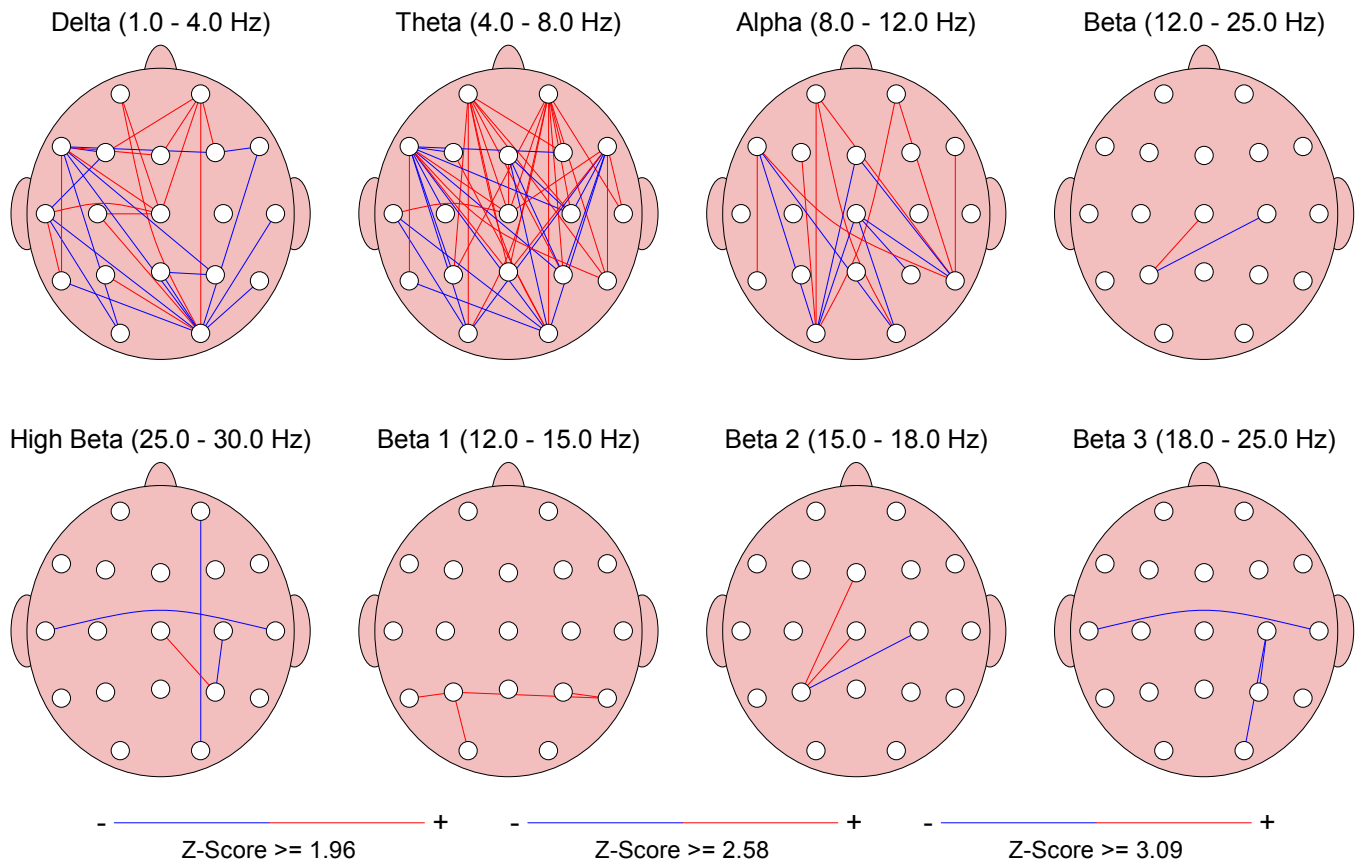 Delta (1.0 - 4.0 Hz)
Theta (4.0 - 8.0 Hz)
Alpha (8.0 - 12.0 Hz)
Beta (12.0 - 25.0 Hz)
High Beta (25.0 - 30.0 Hz)
Beta 1 (12.0 - 15.0 Hz)
Beta 2 (15.0 - 18.0 Hz)
Beta 3 (18.0 - 25.0 Hz)
- +
Z-Score >= 1.96
- +
Z-Score >= 2.58
- +
Z-Score >= 3.09